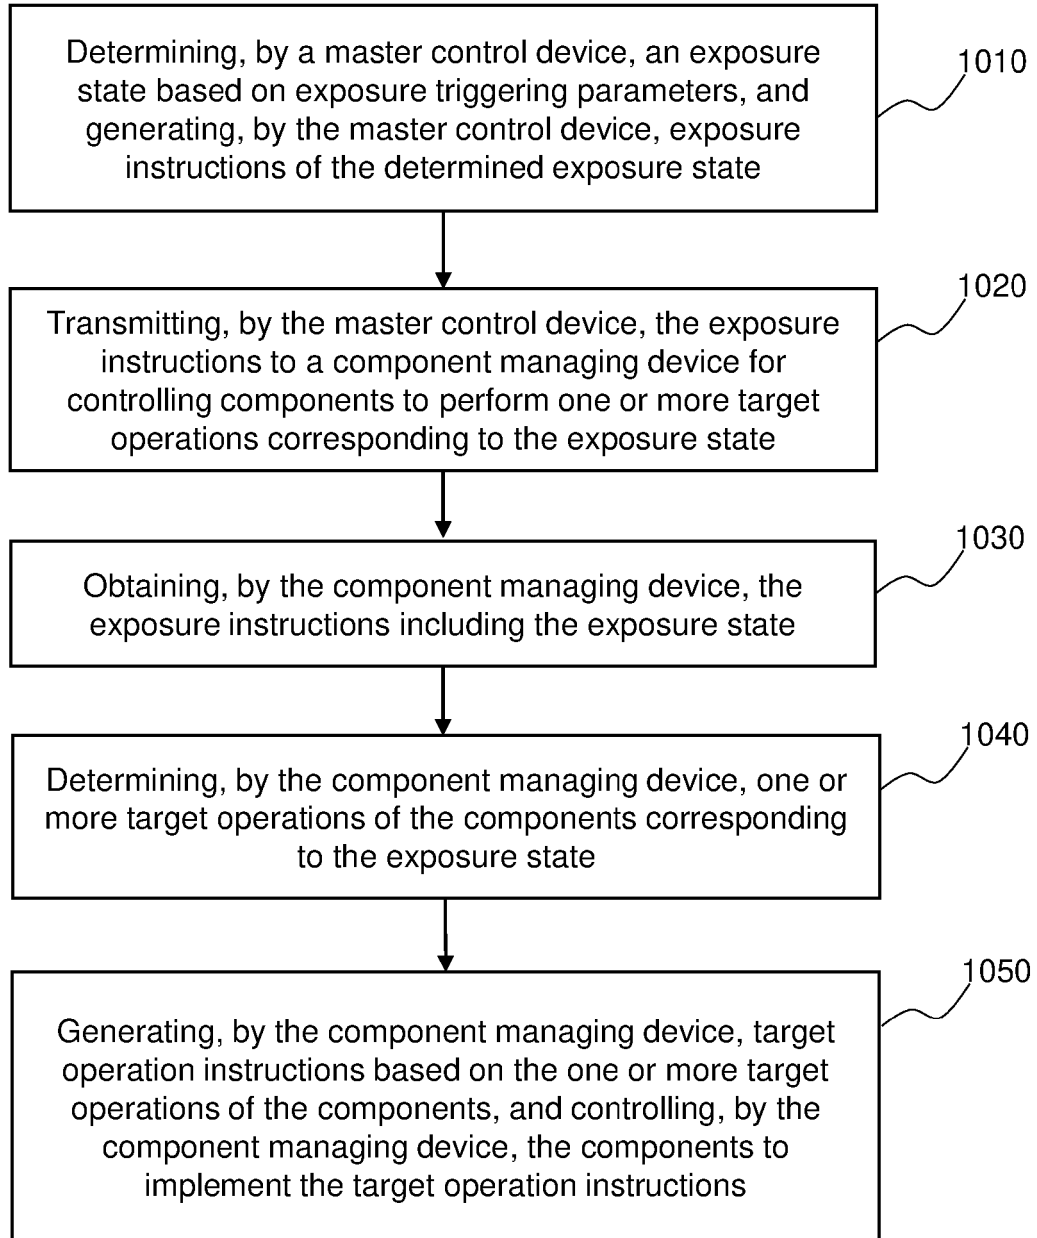 Determining, by a master control device, an exposure
state based on exposure triggering parameters, and
generating, by the master control device, exposure
instructions of the determined exposure state
1010
Transmitting, by the master control device, the exposure
instructions to a component managing device for
controlling components to perform one or more target
operations corresponding to the exposure state
1020
Obtaining, by the component managing device, the
exposure instructions including the exposure state
1030
Determining, by the component managing device, one or
more target operations of the components corresponding
to the exposure state
1040
Generating, by the component managing device, target
operation instructions based on the one or more target
operations of the components, and controlling, by the
component managing device, the components to
implement the target operation instructions
1050